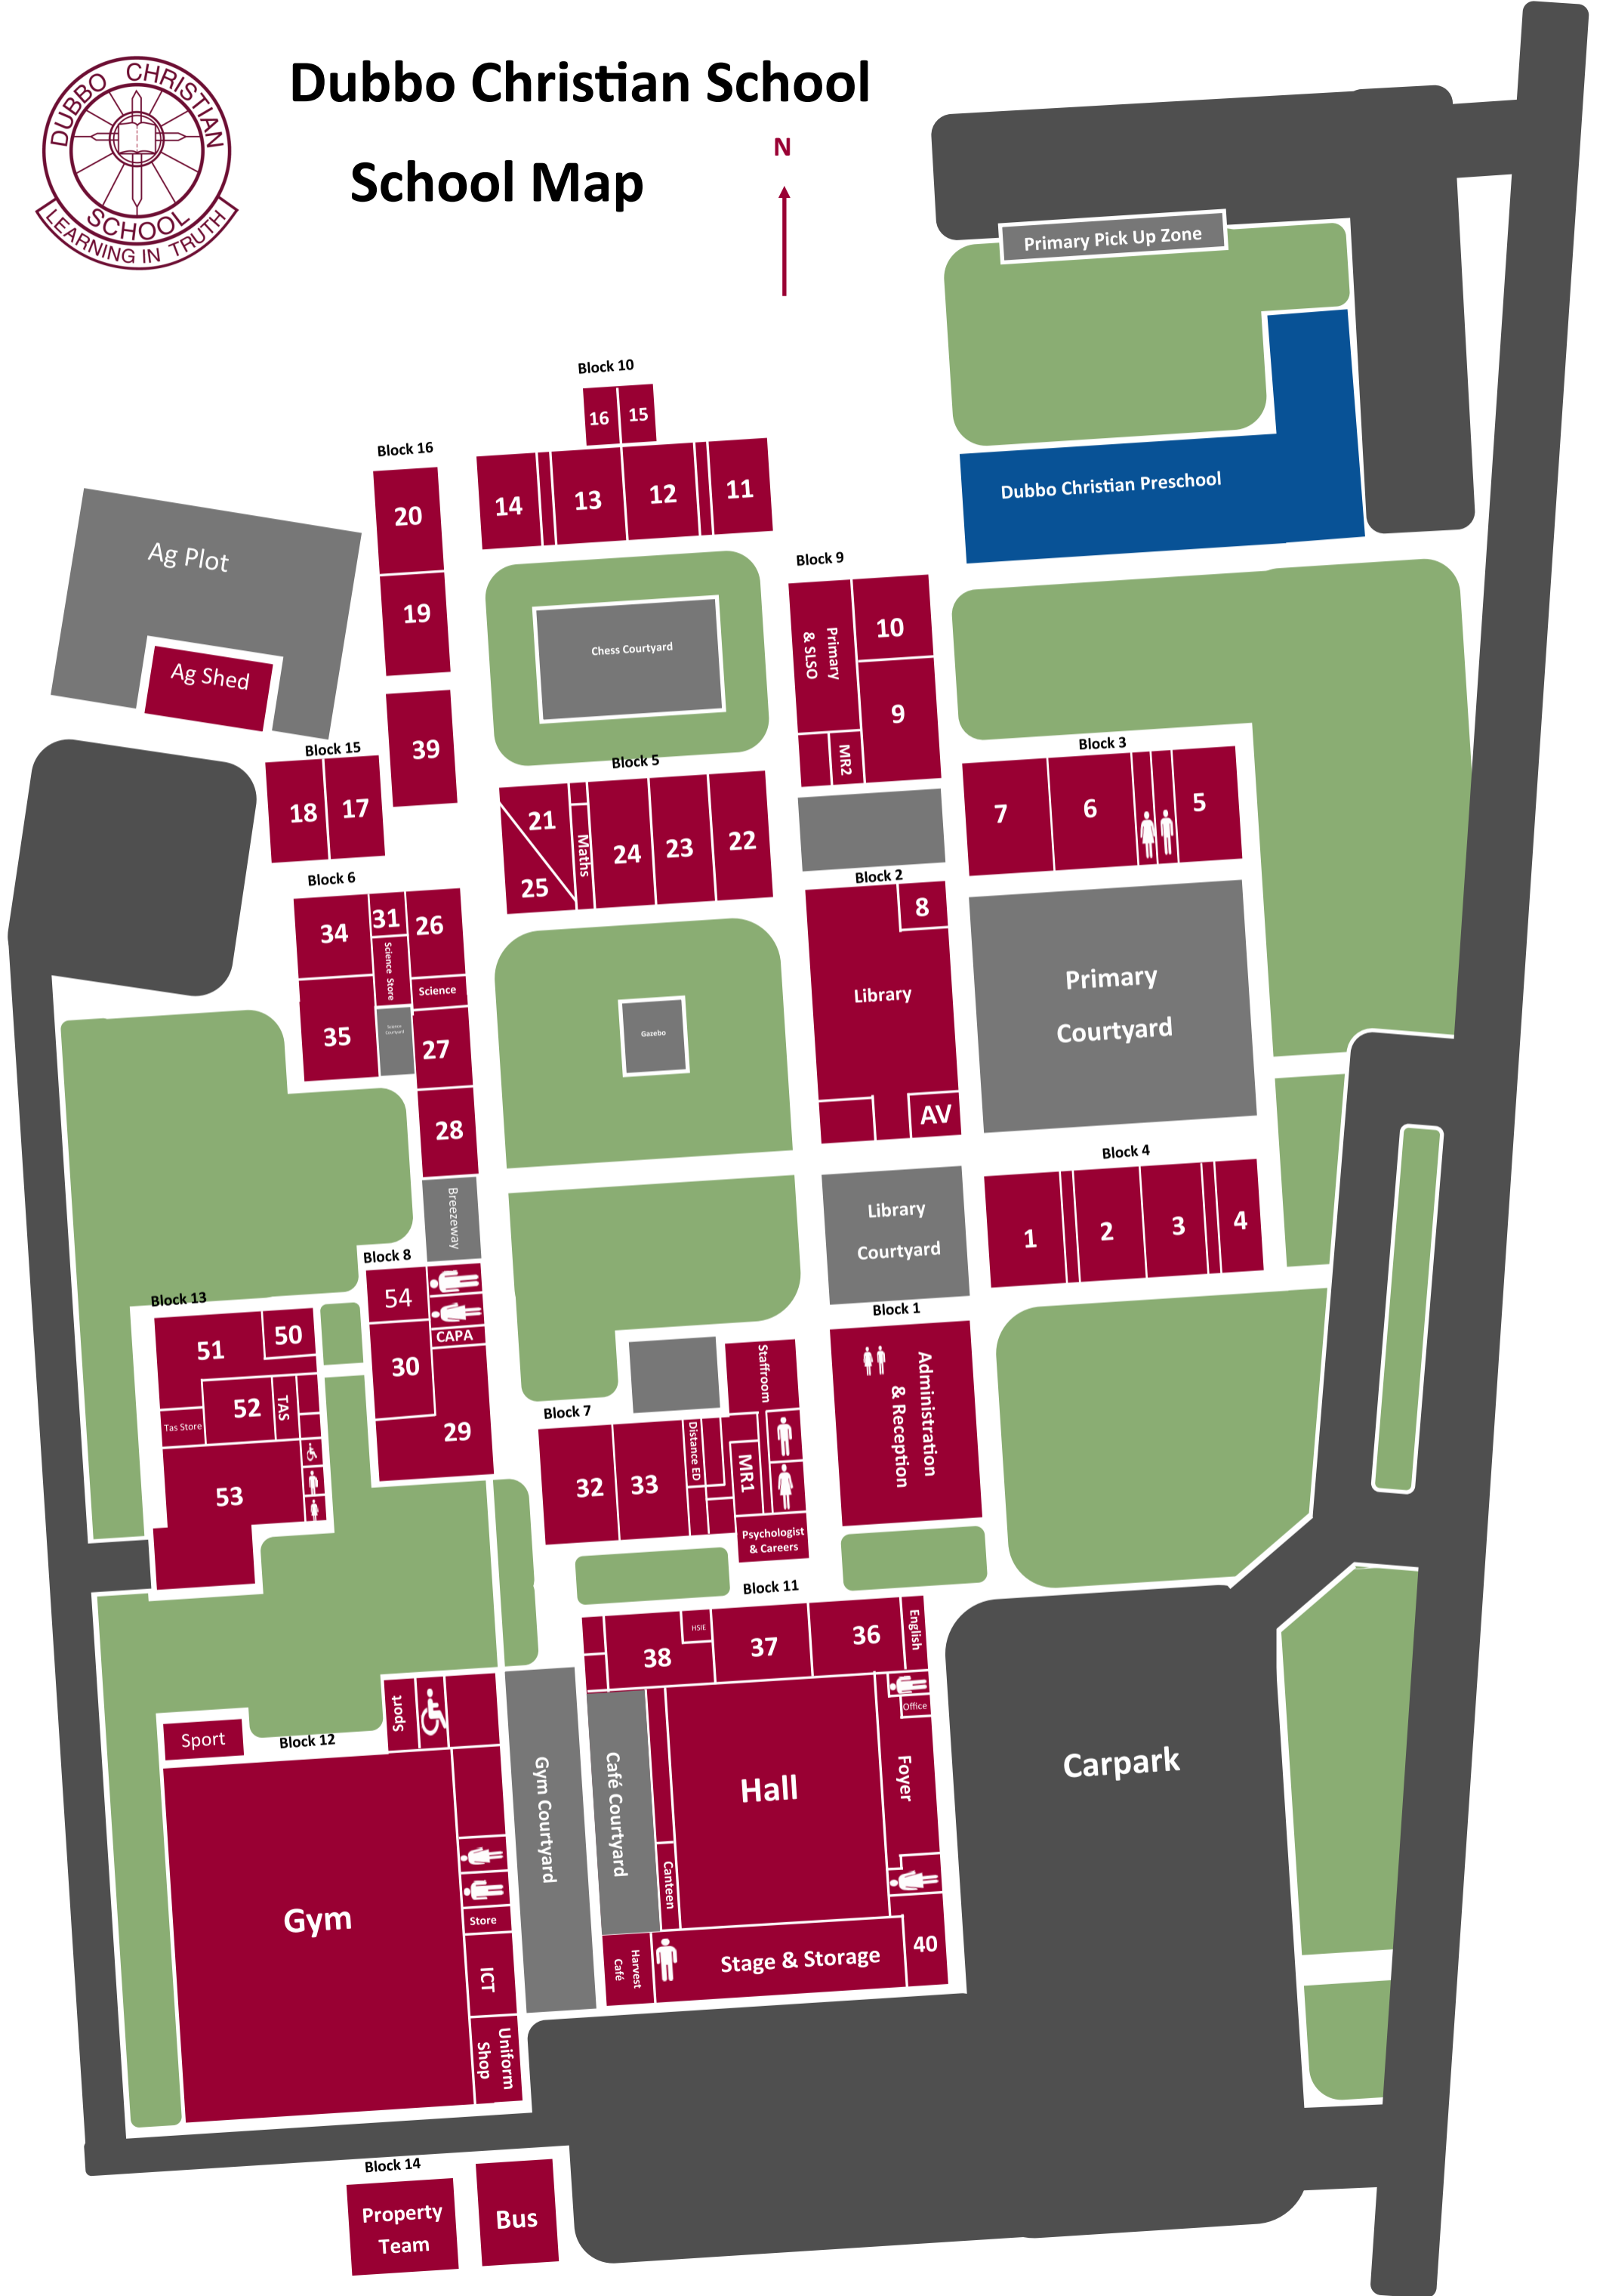 DUBBO CHRISTIAN
SCHOOL
LEARNING IN TRUTH
Dubbo Christian School
School Map
N
Primary Pick Up Zone
Dubbo Christian Preschool
Block 10
16
15
14
13
12
11
Block 16
20
19
39
Ag Plot
Ag Shed
Chess Courtyard
Block 9
Primary
& SLSO
10
9
MR2
Block 15
18
17
Block 5
21
25
Maths
24
23
22
Block 3
7
6
5
Block 6
34
31
26
Science Store
Science
35
Science
Courtyard
27
28
Gazebo
Block 2
8
Library
AV
Primary
Courtyard
Breezeway
Library
Courtyard
Block 4
1
2
3
4
Block 8
54
CAPA
30
29
Block 13
51
50
52
TAS
Tas Store
53
Block 1
Administration
& Reception
Staffroom
Block 7
32
33
Distance ED
MR1
Psychologist
& Careers
Block 11
38
HSIE
37
36
English
Office
Foyer
Hall
Café Courtyard
Canteen
Gym Courtyard
Harvest
Café
Stage & Storage
40
Carpark
Sport
Sport
Block 12
Gym
Store
ICT
Uniform
Shop
Block 14
Property
Team
Bus